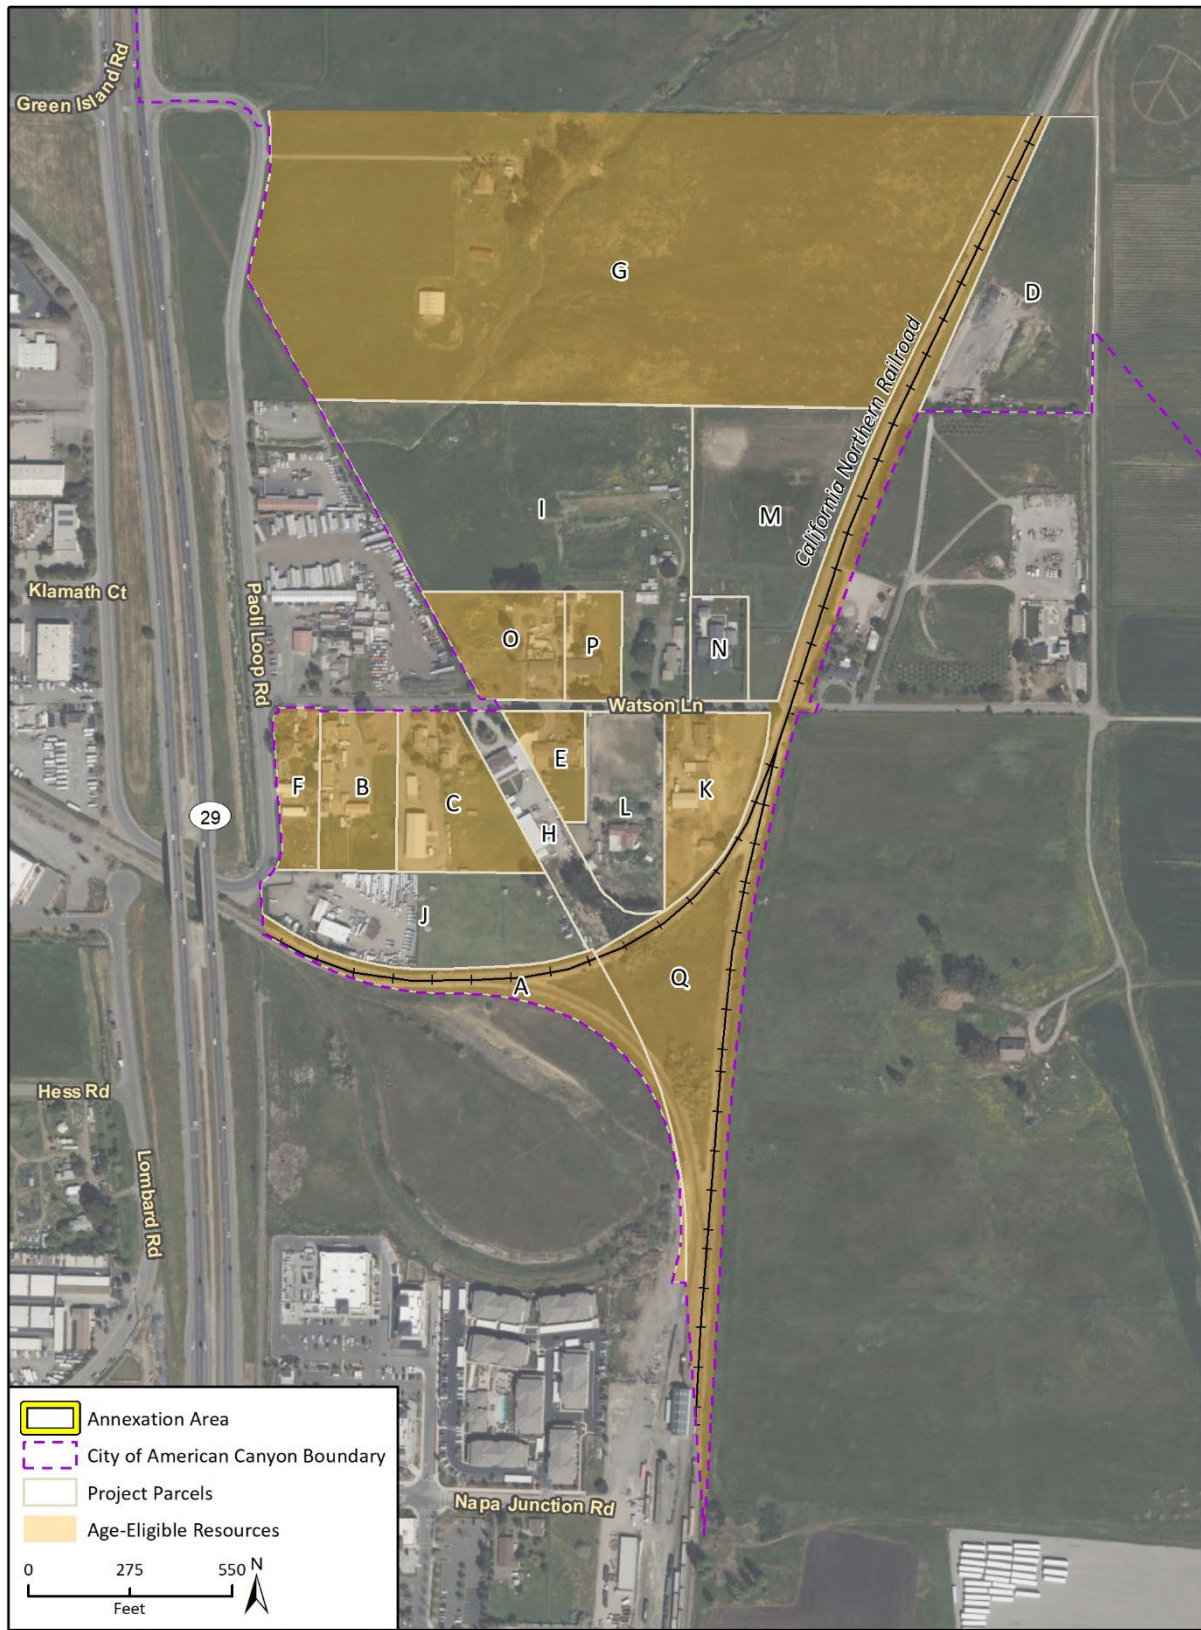 Green Island Rd
G
D
California Northern Railroad
I
M
Klamath Ct
Paoli Loop Rd
O
P
N
Watson Ln
F
B
C
E
L
K
29
H
J
A
Q
Hess Rd
Lombard Rd
Napa Junction Rd
Annexation Area
City of American Canyon Boundary
Project Parcels
Age-Eligible Resources
0 275 550 N
Feet